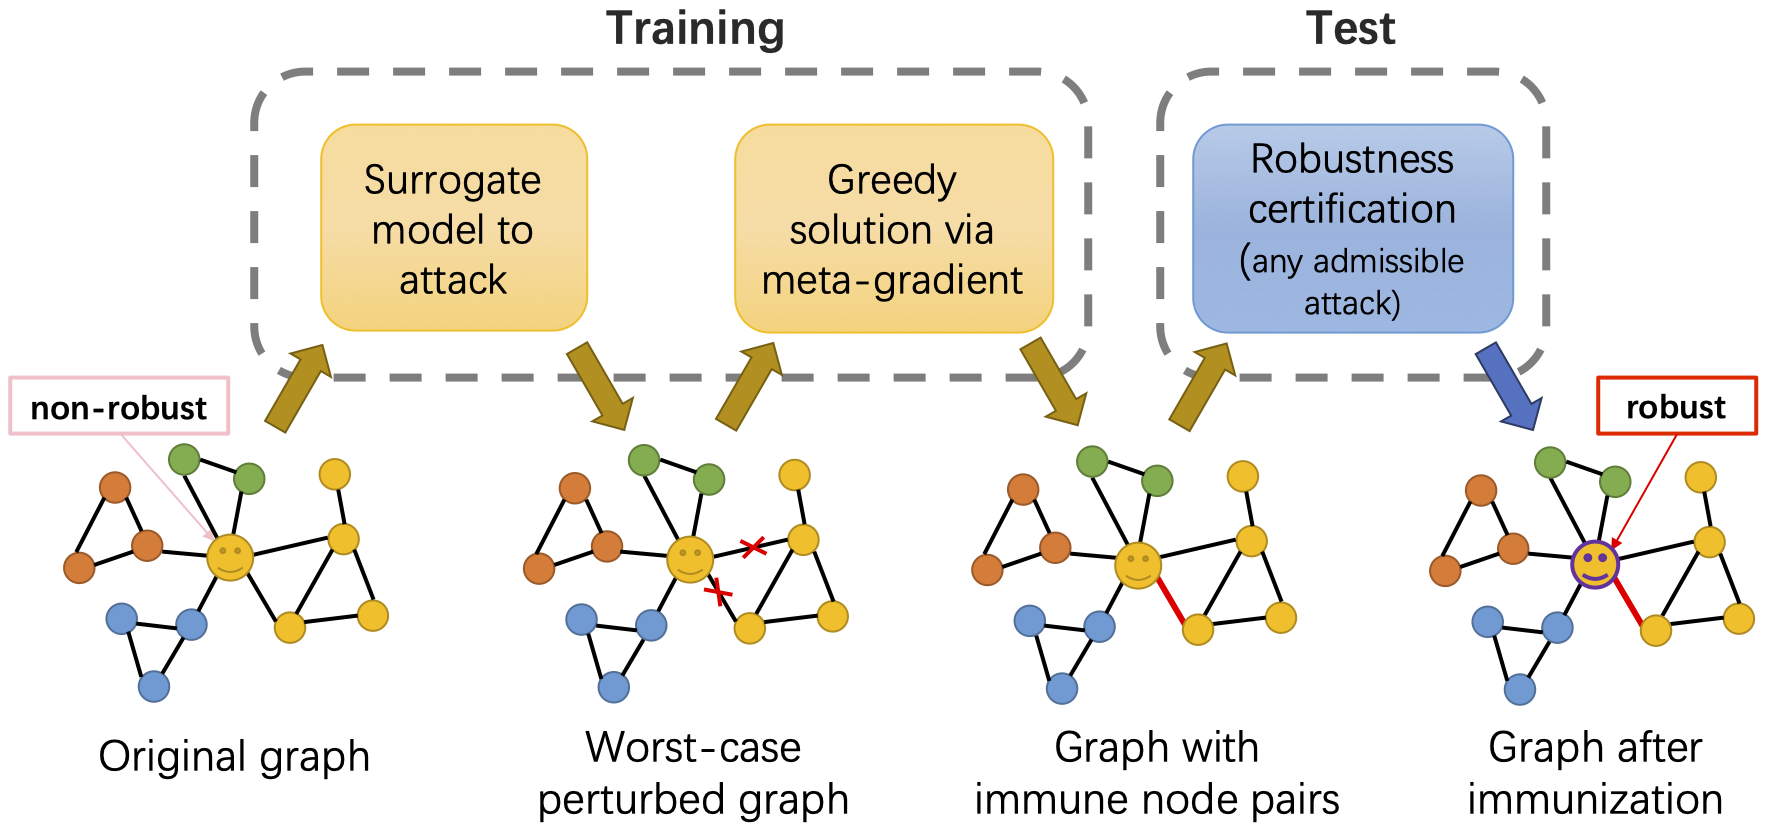 Training
Test
Surrogate
model to
attack
Greedy
solution via
meta-gradient
Robustness
certification
(any admissible
attack)
non-robust
robust
Original graph
Worst-case
perturbed graph
Graph with
immune node pairs
Graph after
immunization